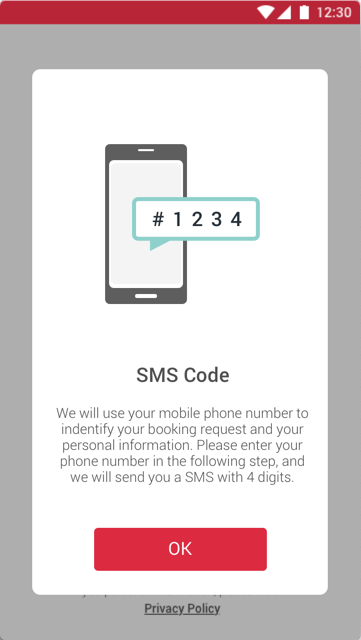 12:30
# 1 2 3 4
SMS Code
We will use your mobile phone number to
indentify your booking request and your
personal information. Please enter your
phone number in the following step, and
we will send you a SMS with 4 digits.
OK
Privacy Policy